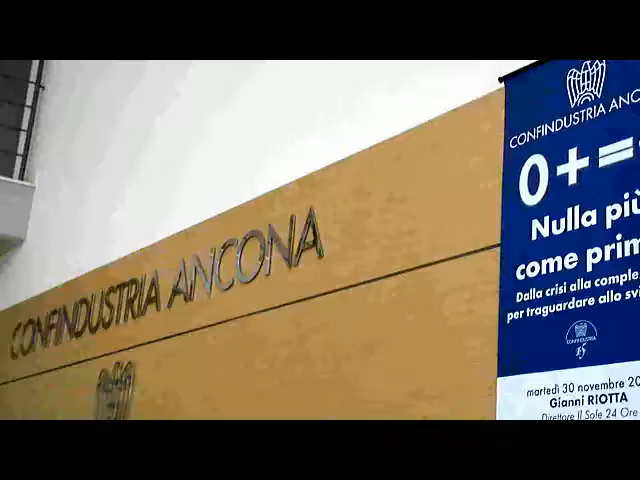 CONFINDUSTRIA ANCONA
CONFINDUSTRIA ANC
0+=
Nulla più
come prim
Dalla crisi alla comple
per traguardare allo svi
CONFINDUSTRIA
martedì 30 novembre 20
Gianni RIOTTA
Direttore Il Sole 24 Ore